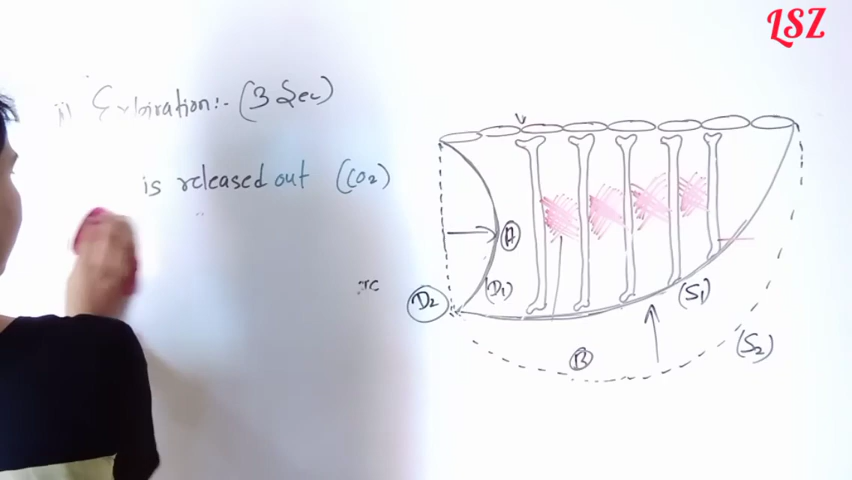 LSZ
ii) Expiration:- (3 Sec)
is released out (CO₂)
A
(D₁)
D₂
(S₁)
(S₂)
B